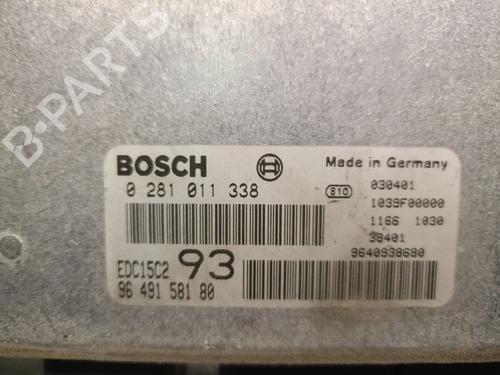 B-PARTS
BOSCH
Made in Germany
0 281 011 338
810
030401
1039F00000
1166 1030
38401
9640938680
EDC15C2 93
96 491 581 80